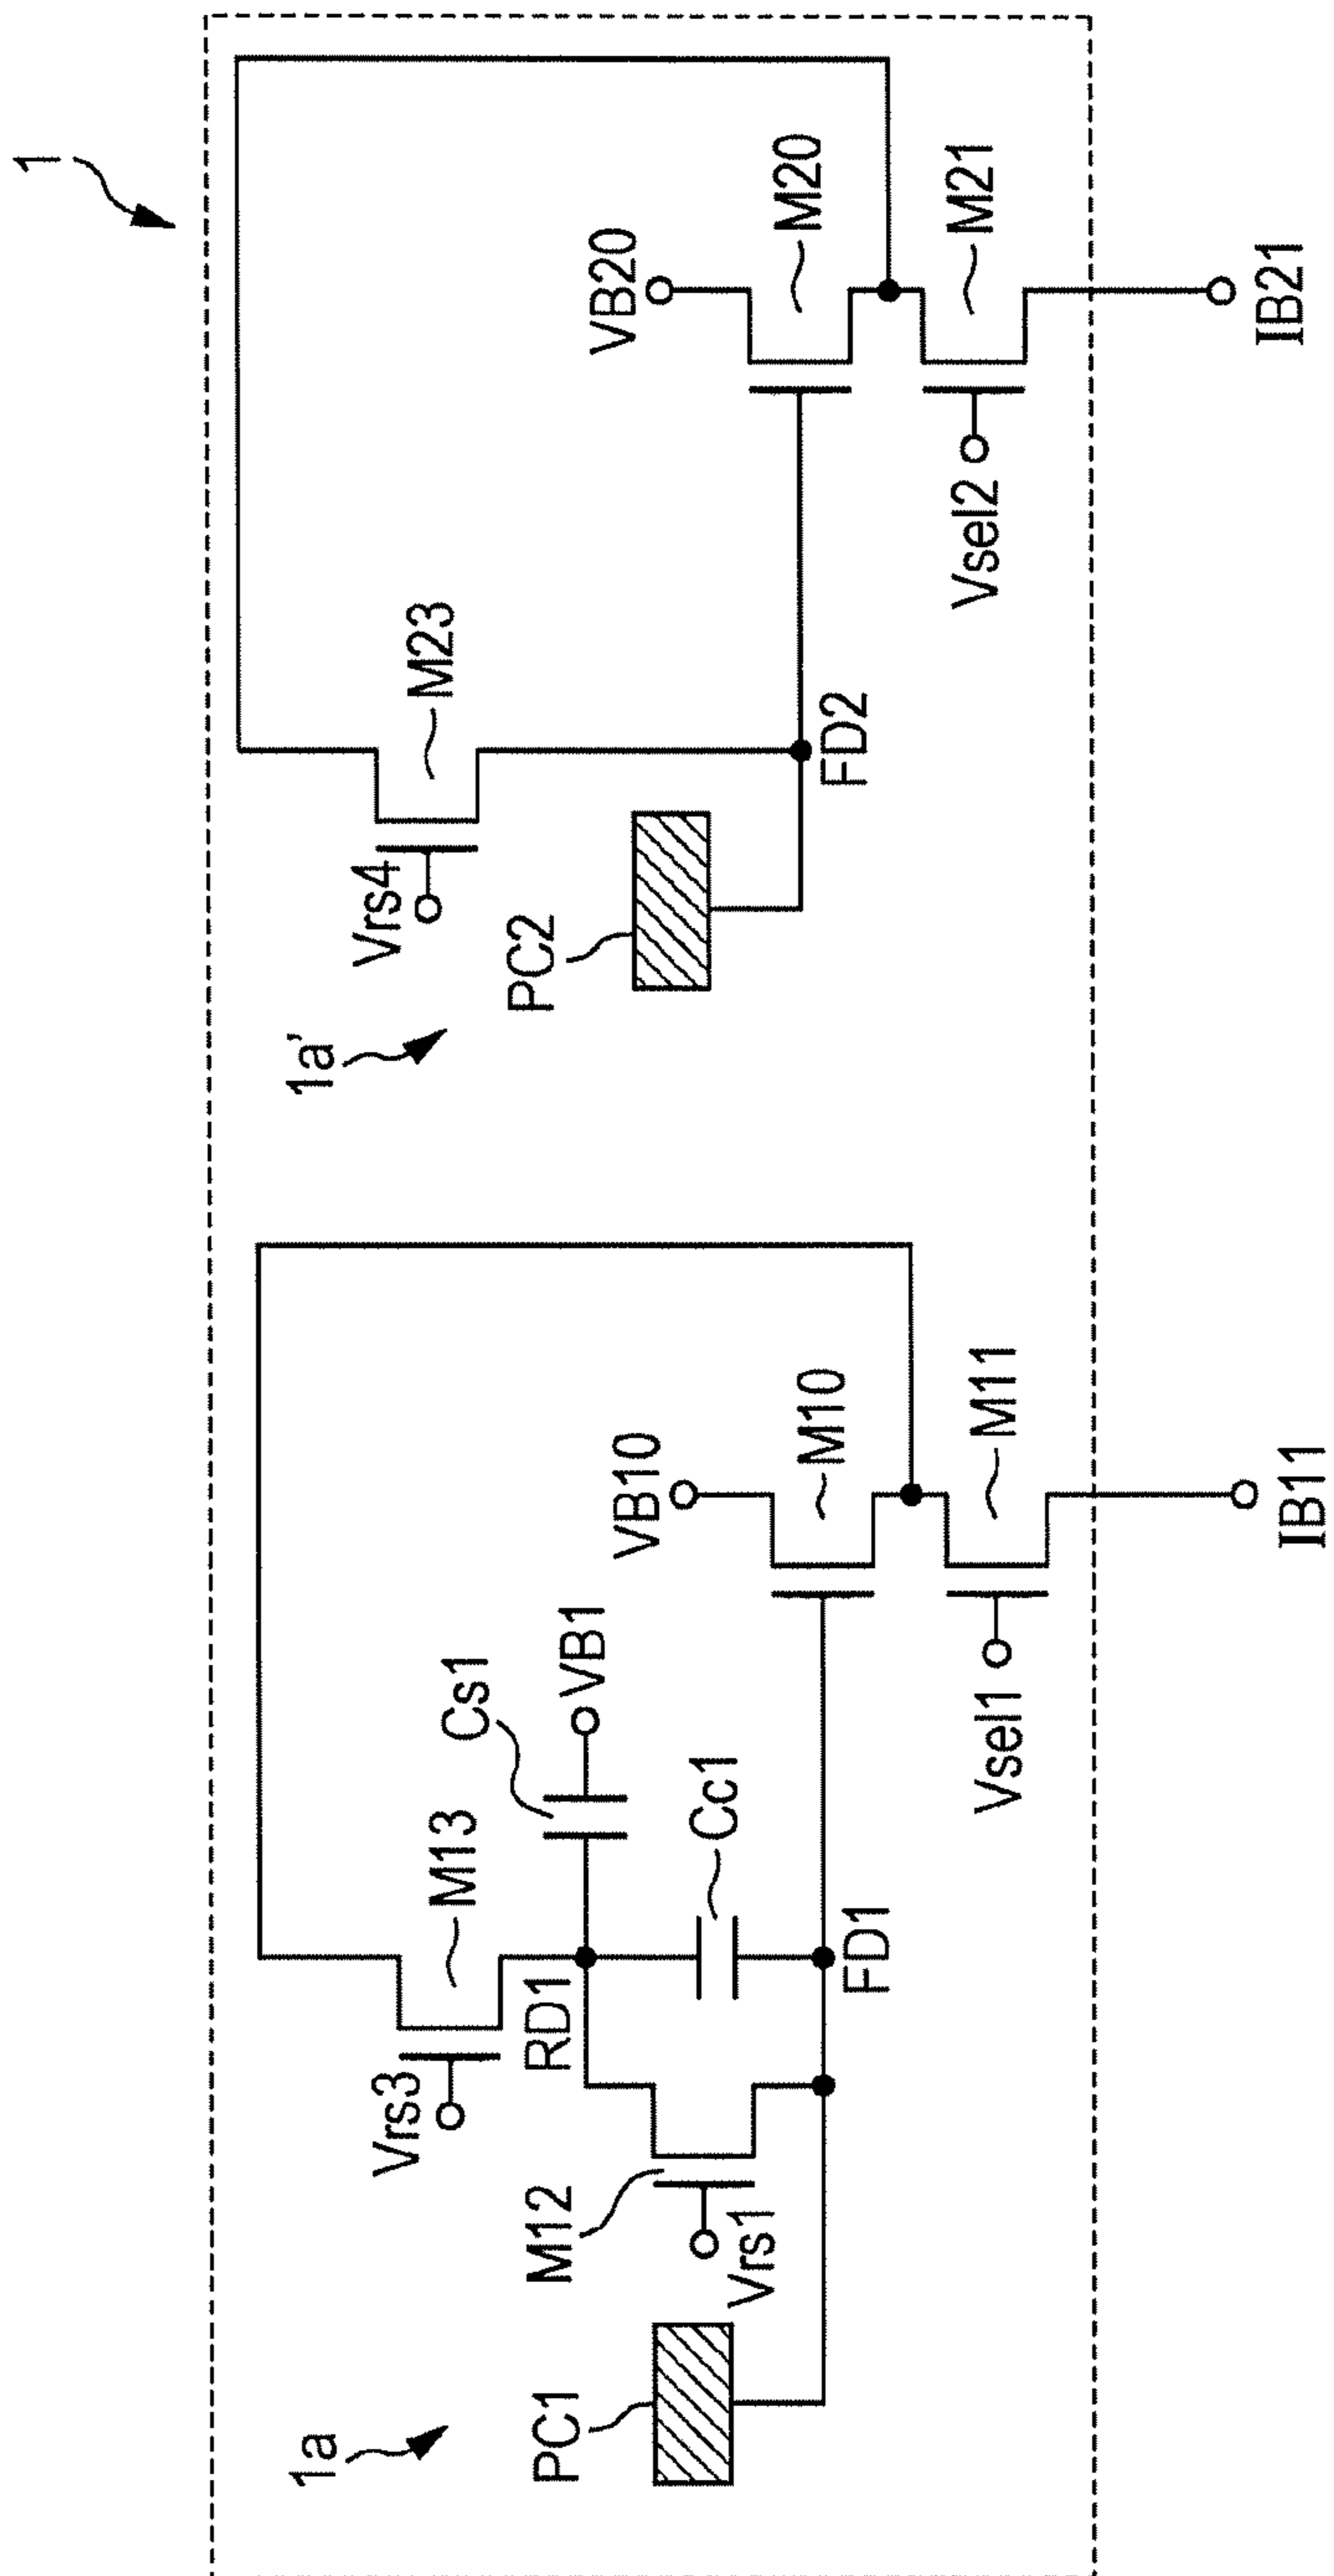 1
1a
PC1
M12
Vrs1
Vrs3
M13
RD1
Cs1
VB1
Cc1
FD1
VB10
M10
M11
Vsel1
IB11
1a'
PC2
Vrs4
M23
FD2
VB20
M20
M21
Vsel2
IB21